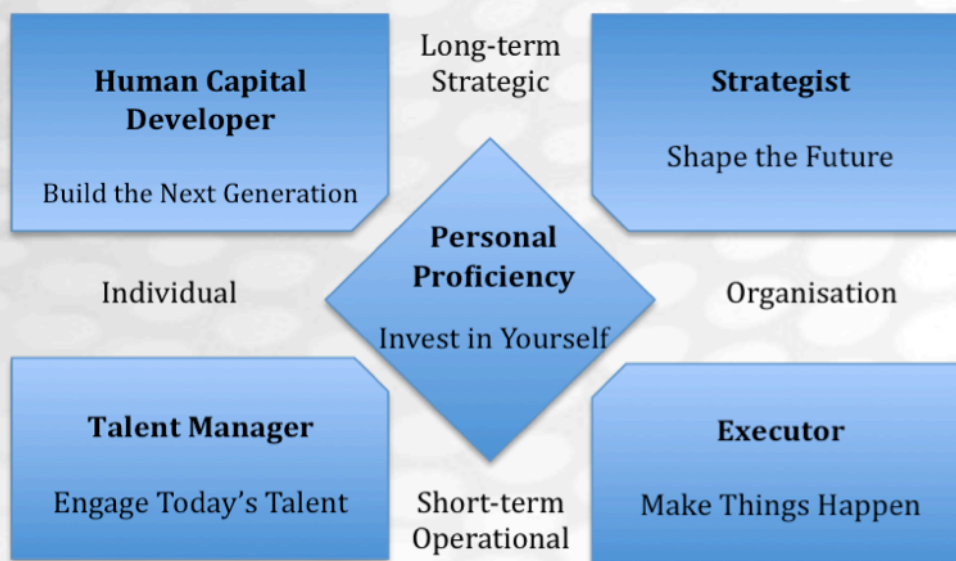 Human Capital
Developer
Build the Next Generation
Long-term
Strategic
Strategist
Shape the Future
Individual
Personal
Proficiency
Invest in Yourself
Organisation
Talent Manager
Engage Today's Talent
Short-term
Operational
Executor
Make Things Happen